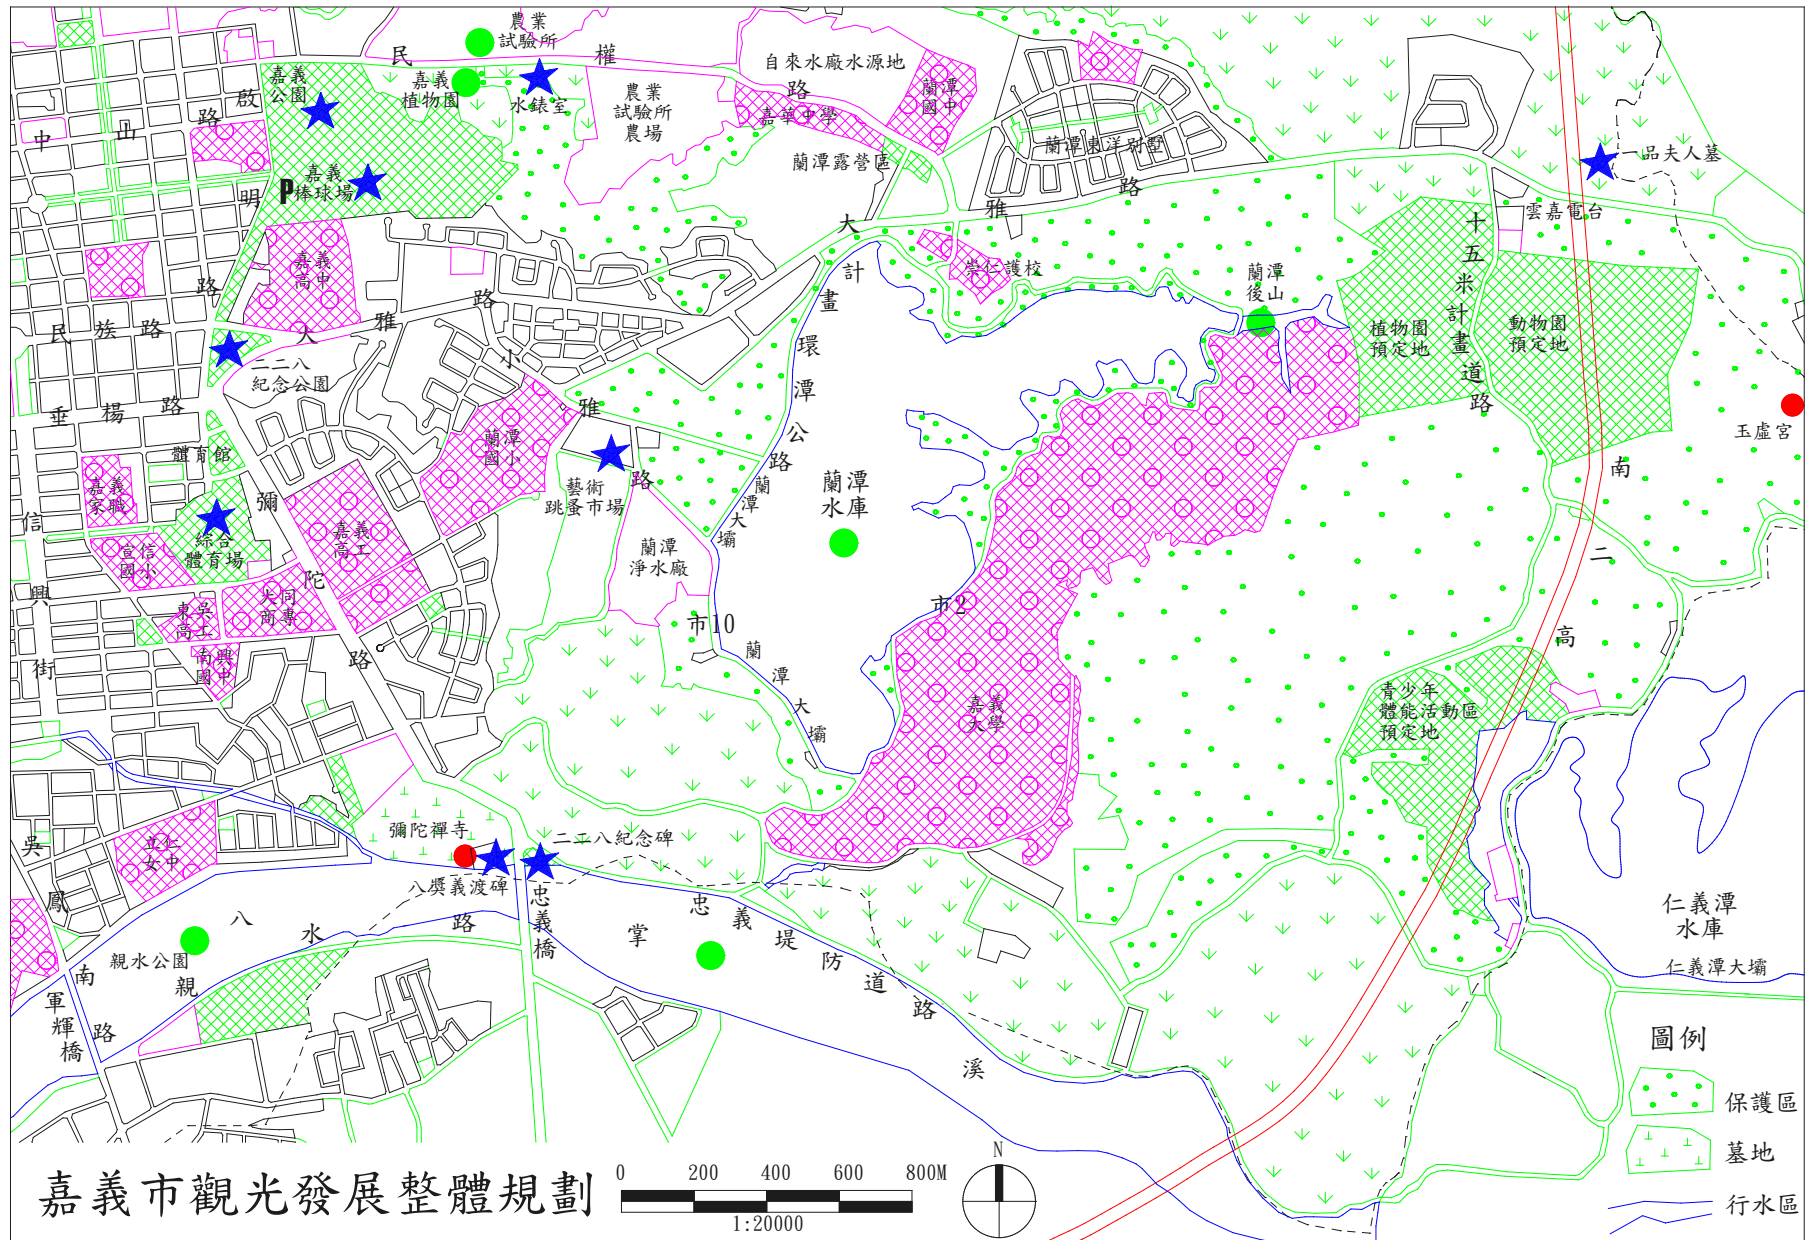 農業
試驗所
民權路
嘉義
公園
嘉義
植物園
水錶室
農業
試驗所
農場
自來水廠水源地
蘭潭
國中
嘉華中學
蘭潭露營區
蘭潭東洋別墅
一品夫人墓
雲嘉電台
中山路
啟明路
P
嘉義
棒球場
嘉義
高中
大雅路
大雅路
崇仁護校
蘭潭
後山
植物園
預定地
動物園
預定地
十五米計畫道路
計畫環潭公路
民族路
二二八
紀念公園
小雅路
垂楊路
體育館
蘭潭
國小
藝術
跳蚤市場
蘭潭大壩
蘭潭
水庫
玉虛宮
嘉義
家職
綜合
體育場
嘉義
高工
宣信
國小
蘭潭
淨水廠
大同
商專
東吳
高工
南興
國中
信興街
彌陀路
市10
市2
蘭潭大壩
嘉義
大學
南二高
青少年
體能活動區
預定地
立仁
女中
吳鳳南路
彌陀禪寺
二二八紀念碑
八獎義渡碑
忠義橋
忠義堤防道路
八掌溪
親水路
親水公園
軍輝橋
仁義潭
水庫
仁義潭大壩
圖例
保護區
墓地
行水區
嘉義市觀光發展整體規劃
0 200 400 600 800M
1:20000
N